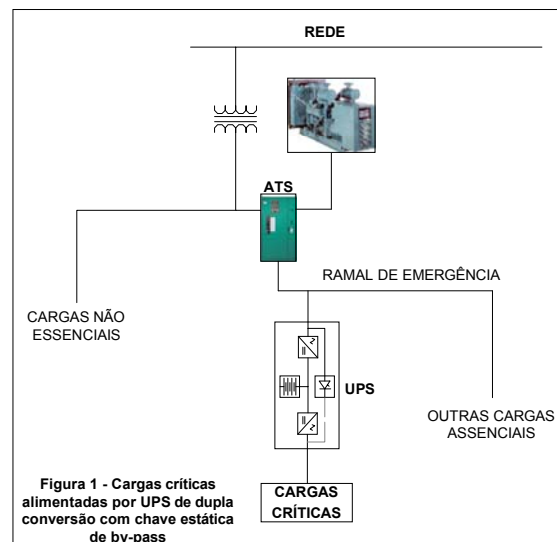 REDE
ATS
RAMAL DE EMERGÊNCIA
CARGAS NÃO
ESSENCIAIS
UPS
OUTRAS CARGAS
ASSENCIAIS
CARGAS
CRÍTICAS
Figura 1 - Cargas críticas
alimentadas por UPS de dupla
conversão com chave estática
de by-pass